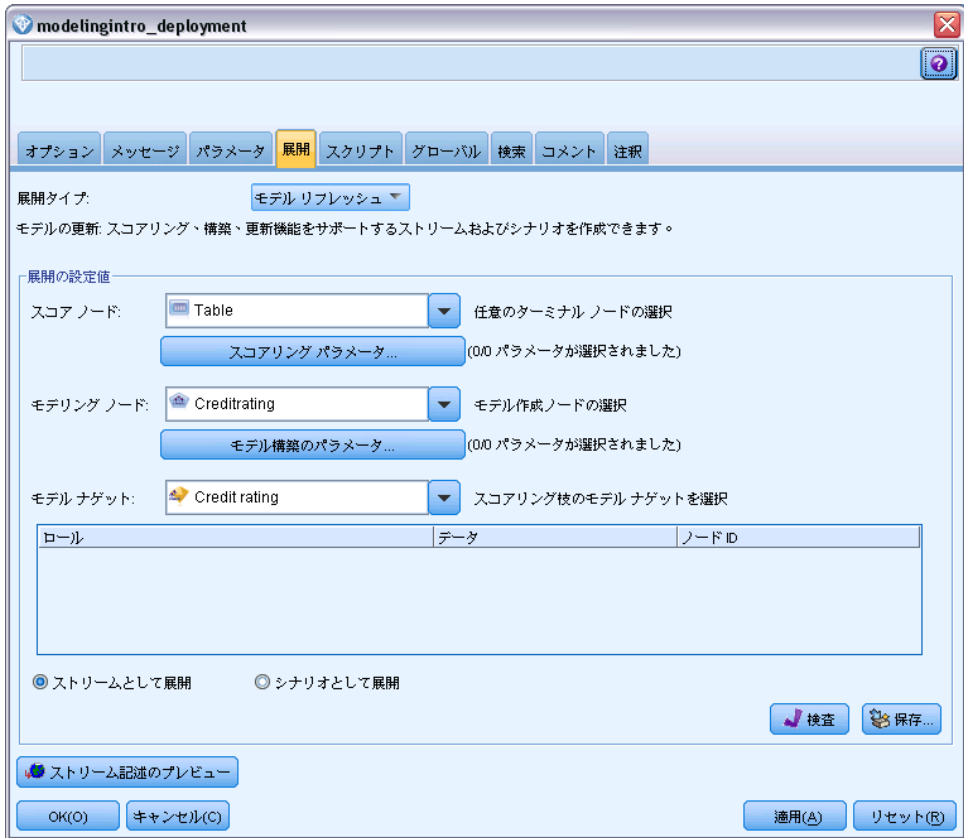 modelingintro_deployment
オプション メッセージ パラメータ 展開 スクリプト グローバル 検索 コメント 注釈
展開タイプ: モデル リフレッシュ
モデルの更新: スコアリング、構築、更新機能をサポートするストリームおよびシナリオを作成できます。
展開の設定値
スコア ノード: Table 任意のターミナル ノードの選択
スコアリング パラメータ... (0/0 パラメータが選択されました)
モデリング ノード: Creditrating モデル作成ノードの選択
モデル構築のパラメータ... (0/0 パラメータが選択されました)
モデル ナゲット: Credit rating スコアリング枝のモデル ナゲットを選択
ロール データ ノード ID
ストリームとして展開 シナリオとして展開
検査 保存...
ストリーム記述のプレビュー
OK(O) キャンセル(C) 適用(A) リセット(R)